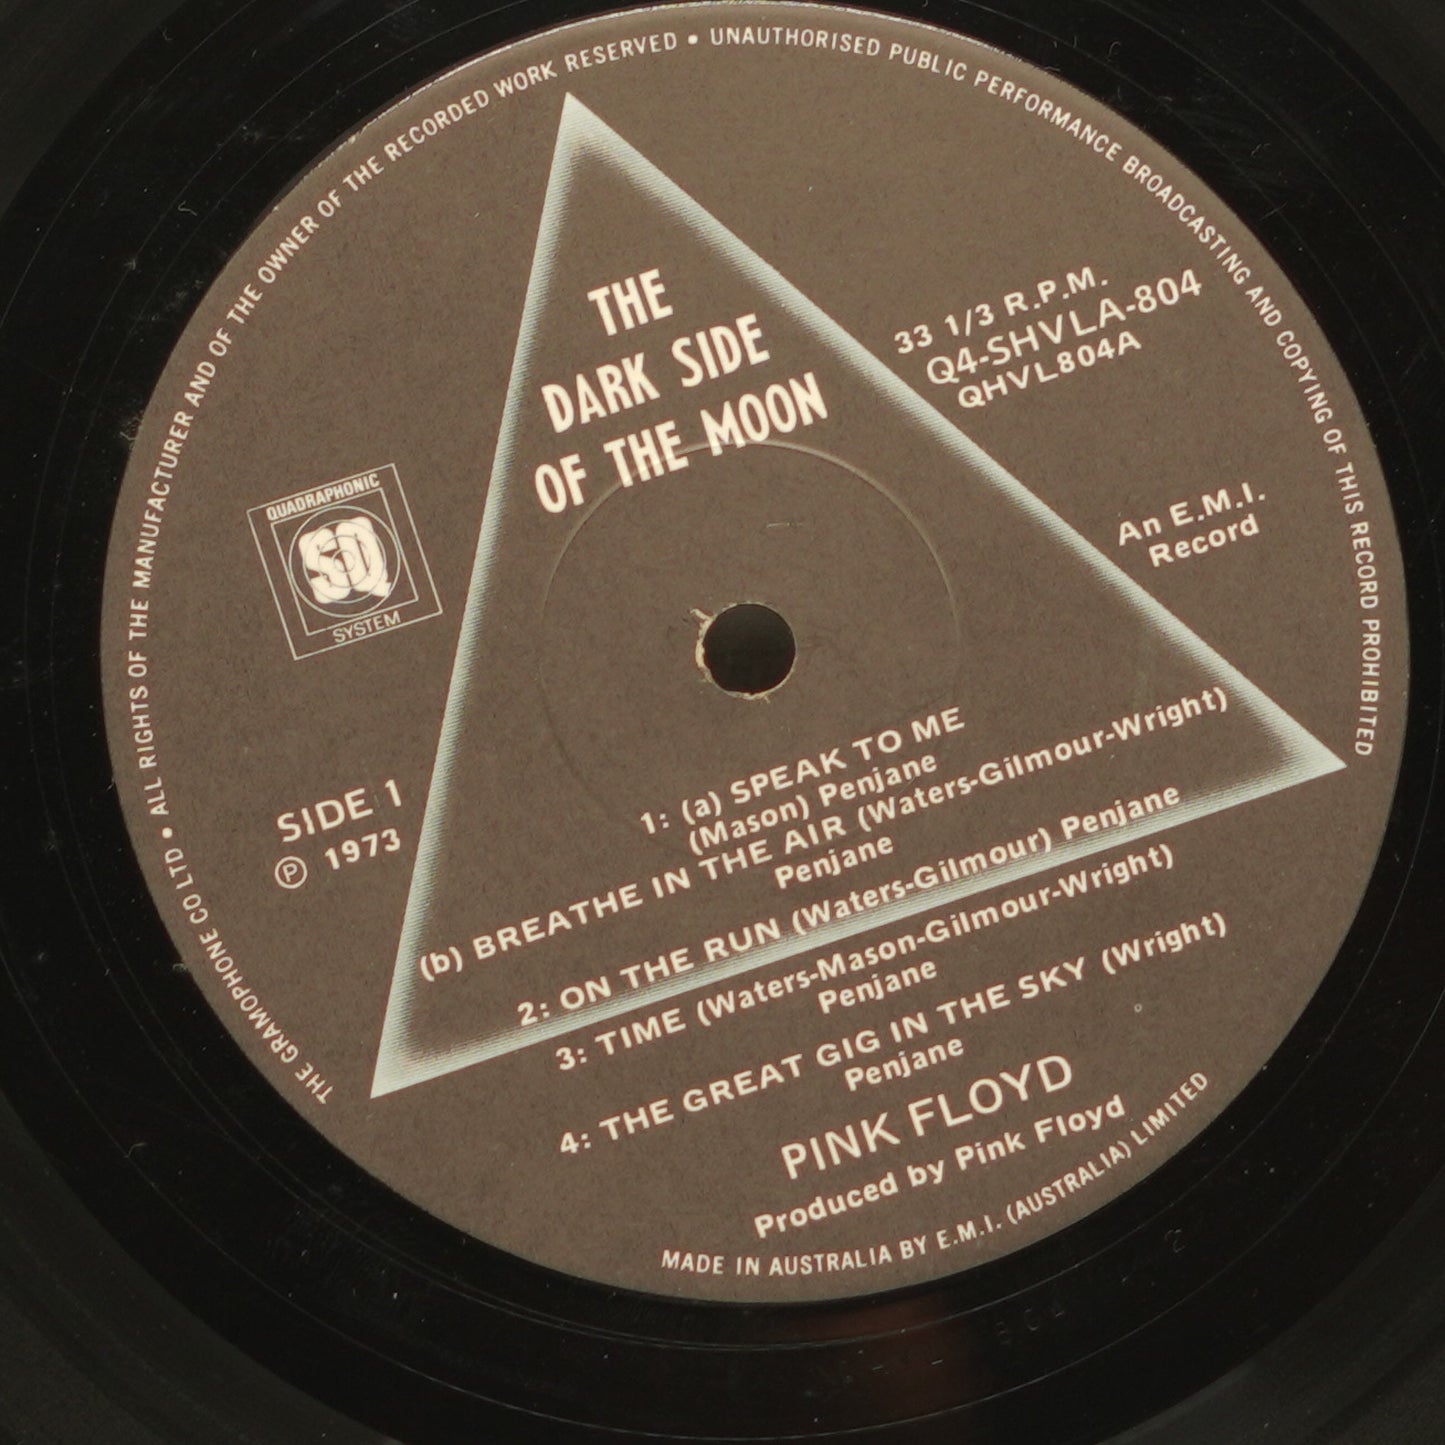 THE GRAMOPHONE CO LTD • ALL RIGHTS OF THE MANUFACTURER AND OF THE OWNER OF THE RECORDED WORK RESERVED • UNAUTHORISED PUBLIC PERFORMANCE BROADCASTING AND COPYING OF THIS RECORD PROHIBITED
THE
DARK SIDE
OF THE MOON
33 1/3 R.P.M.
Q4-SHVLA-804
QHVL804A
QUADRAPHONIC
SQ
SYSTEM
An E.M.I.
Record
SIDE 1
Ⓟ 1973
1: (a) SPEAK TO ME
(Mason) Penjane
(b) BREATHE IN THE AIR (Waters-Gilmour-Wright)
Penjane
2: ON THE RUN (Waters-Gilmour) Penjane
3: TIME (Waters-Mason-Gilmour-Wright)
Penjane
4: THE GREAT GIG IN THE SKY (Wright)
Penjane
PINK FLOYD
Produced by Pink Floyd
MADE IN AUSTRALIA BY E.M.I. (AUSTRALIA) LIMITED